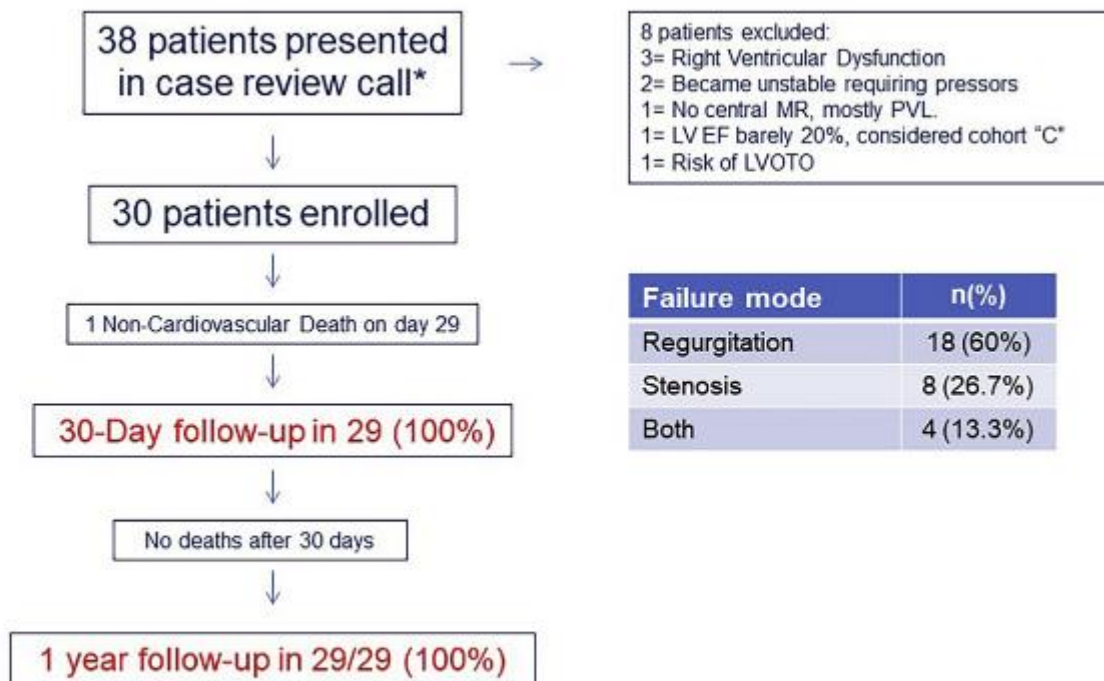 38 patients presented
in case review call*
8 patients excluded:
3= Right Ventricular Dysfunction
2= Became unstable requiring pressors
1= No central MR, mostly PVL.
1= LV EF barely 20%, considered cohort "C"
1= Risk of LVOTO
30 patients enrolled
1 Non-Cardiovascular Death on day 29
30-Day follow-up in 29 (100%)
No deaths after 30 days
1 year follow-up in 29/29 (100%)
Failure mode n(%)
Regurgitation 18 (60%)
Stenosis 8 (26.7%)
Both 4 (13.3%)